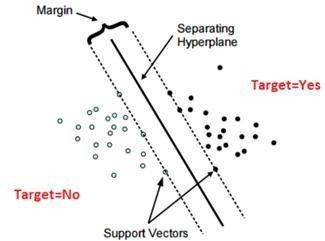 Margin
Separating
Hyperplane
Target=Yes
Target=No
Support Vectors